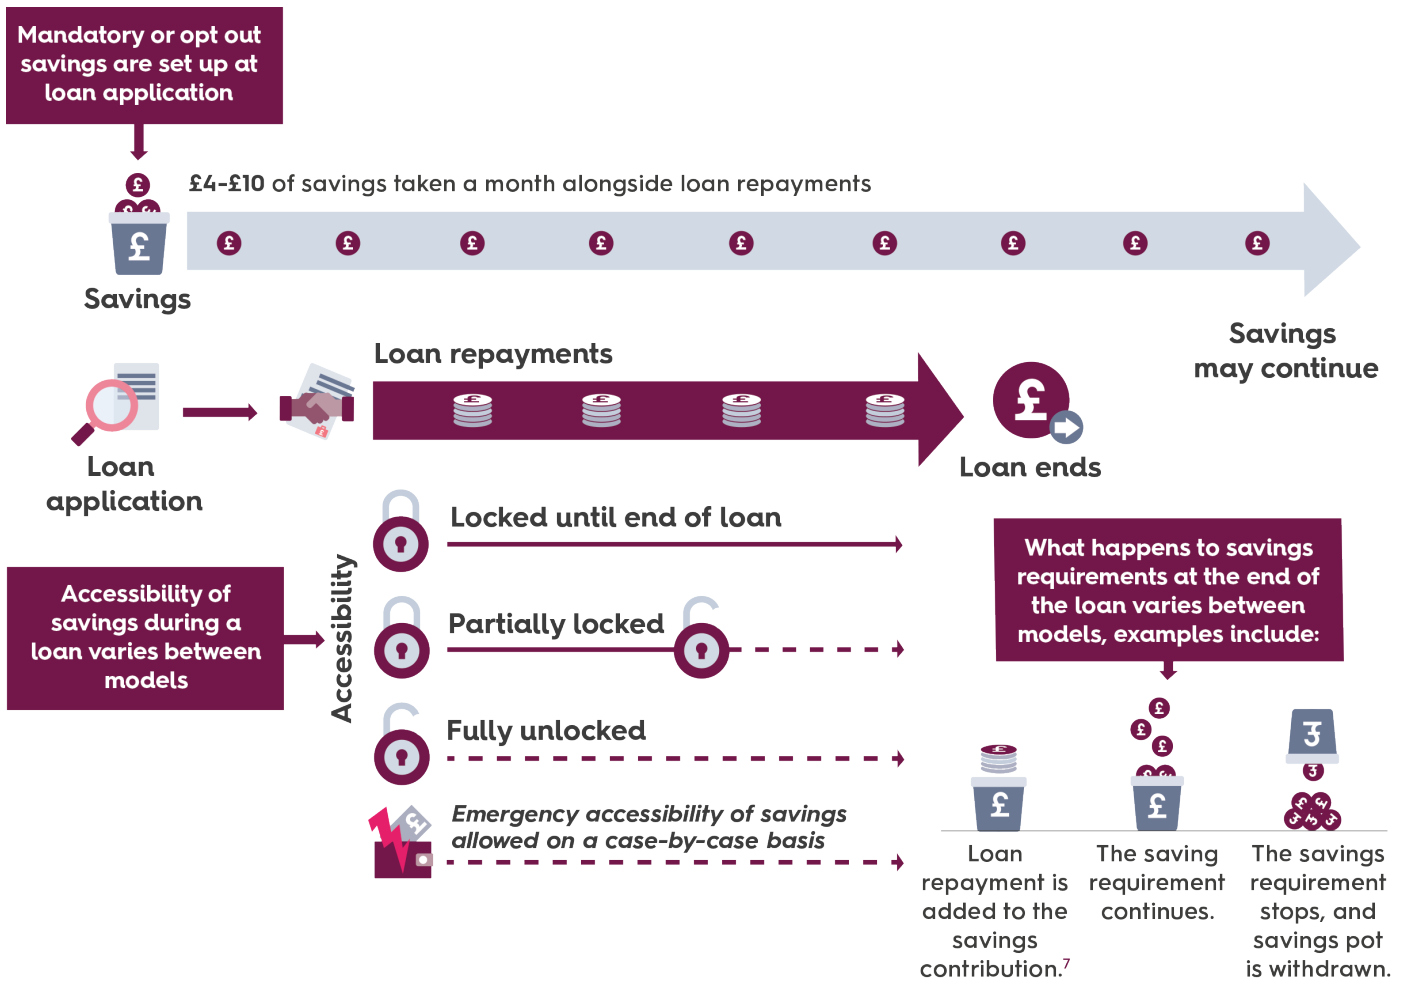 Mandatory or opt out
savings are set up at
loan application
£
£
£4-£10 of savings taken a month alongside loan repayments
£ £ £ £ £ £ £ £ £
Savings
Savings
may continue
Loan repayments
£ £ £ £
£
Loan
application
Loan ends
Accessibility of
savings during a
loan varies between
models
Accessibility
Locked until end of loan
Partially locked
Fully unlocked
£
Emergency accessibility of savings
allowed on a case-by-case basis
What happens to savings
requirements at the end of
the loan varies between
models, examples include:
£
£
Loan
repayment is
added to the
savings
contribution.7
£
£
£
£
The saving
requirement
continues.
£
£
£ £
£ £ £
The savings
requirement
stops, and
savings pot
is withdrawn.